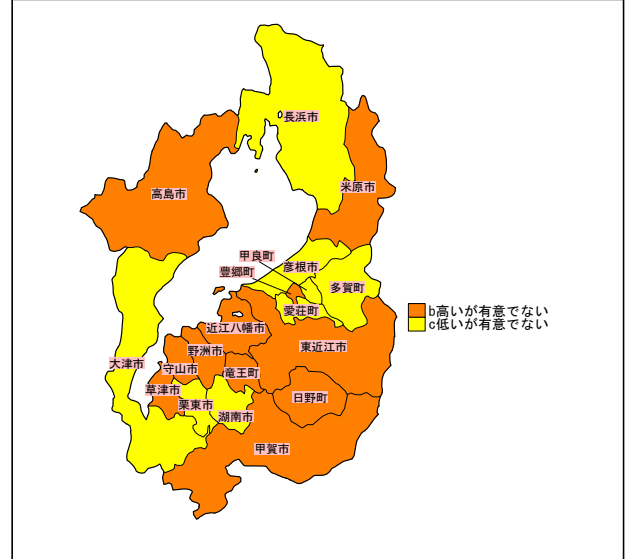 長浜市
高島市
米原市
甲良町
彦根市
豊郷町
多賀町
愛荘町
b高いが有意でない
c低いが有意でない
近江八幡市
東近江市
野洲市
大津市
守山市
竜王町
草津市
日野町
栗東市
湖南市
甲賀市